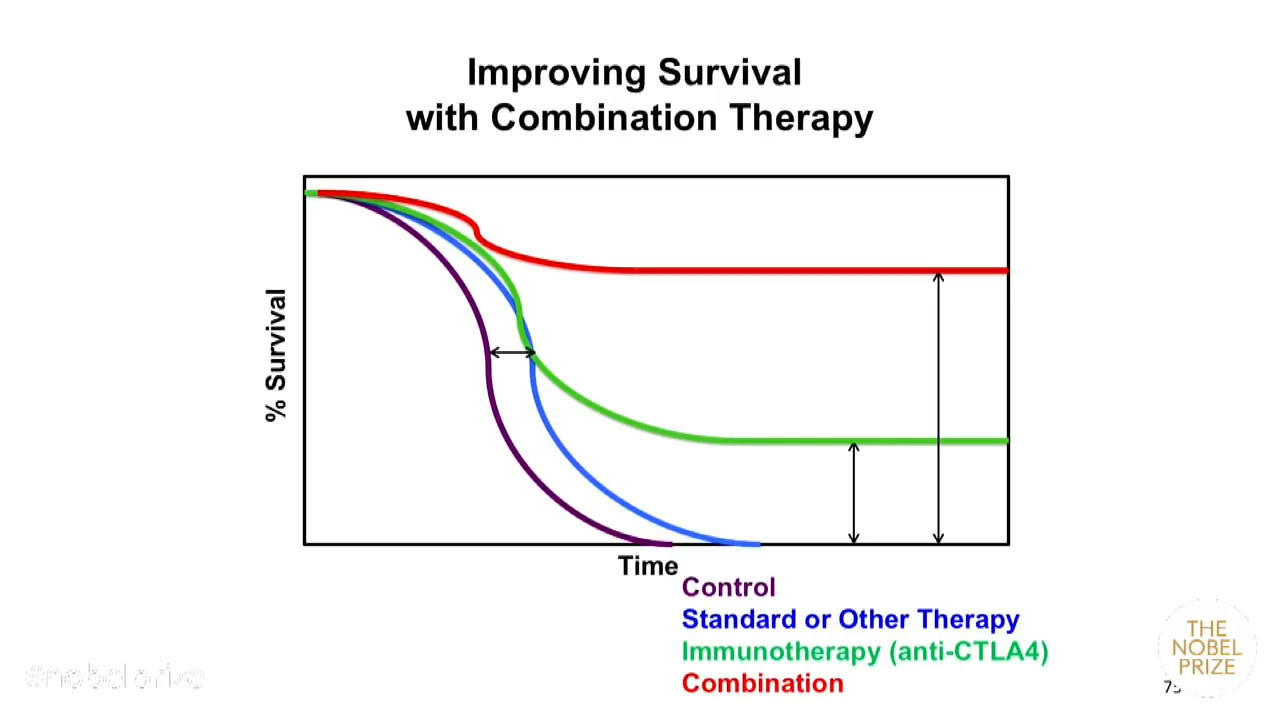 Improving Survival
with Combination Therapy
% Survival
Time
Control
Standard or Other Therapy
Immunotherapy (anti-CTLA4)
Combination
THE
NOBEL
PRIZE
#nobelprize